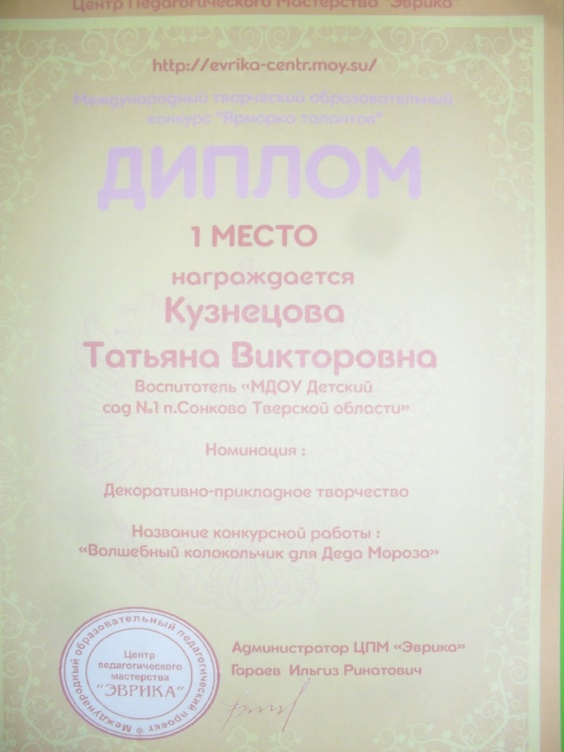 Центр Педагогического Мастерства "Эврика"
http://evrika-centr.moy.su/
Международный творческий образовательный
конкурс "Ярмарка талантов"
ДИПЛОМ
1 МЕСТО
награждается
Кузнецова
Татьяна Викторовна
Воспитатель «МДОУ Детский
сад №1 п.Сонково Тверской области»
Номинация :
Декоративно-прикладное творчество
Название конкурсной работы :
«Волшебный колокольчик для Деда Мороза»
Международный образовательный педагогический проект
Центр
педагогического
мастерства
"ЭВРИКА"
Администратор ЦПМ «Эврика»
Гараев Ильгиз Ринатович